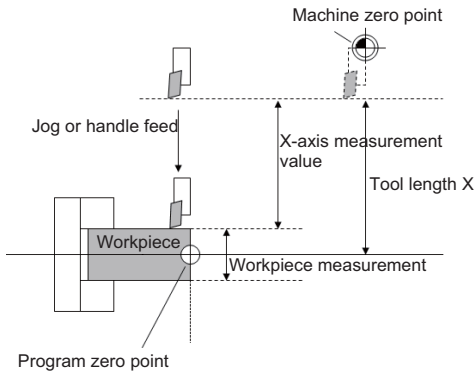 Machine zero point
Jog or handle feed
X-axis measurement
value
Tool length X
Workpiece
Workpiece measurement
Program zero point